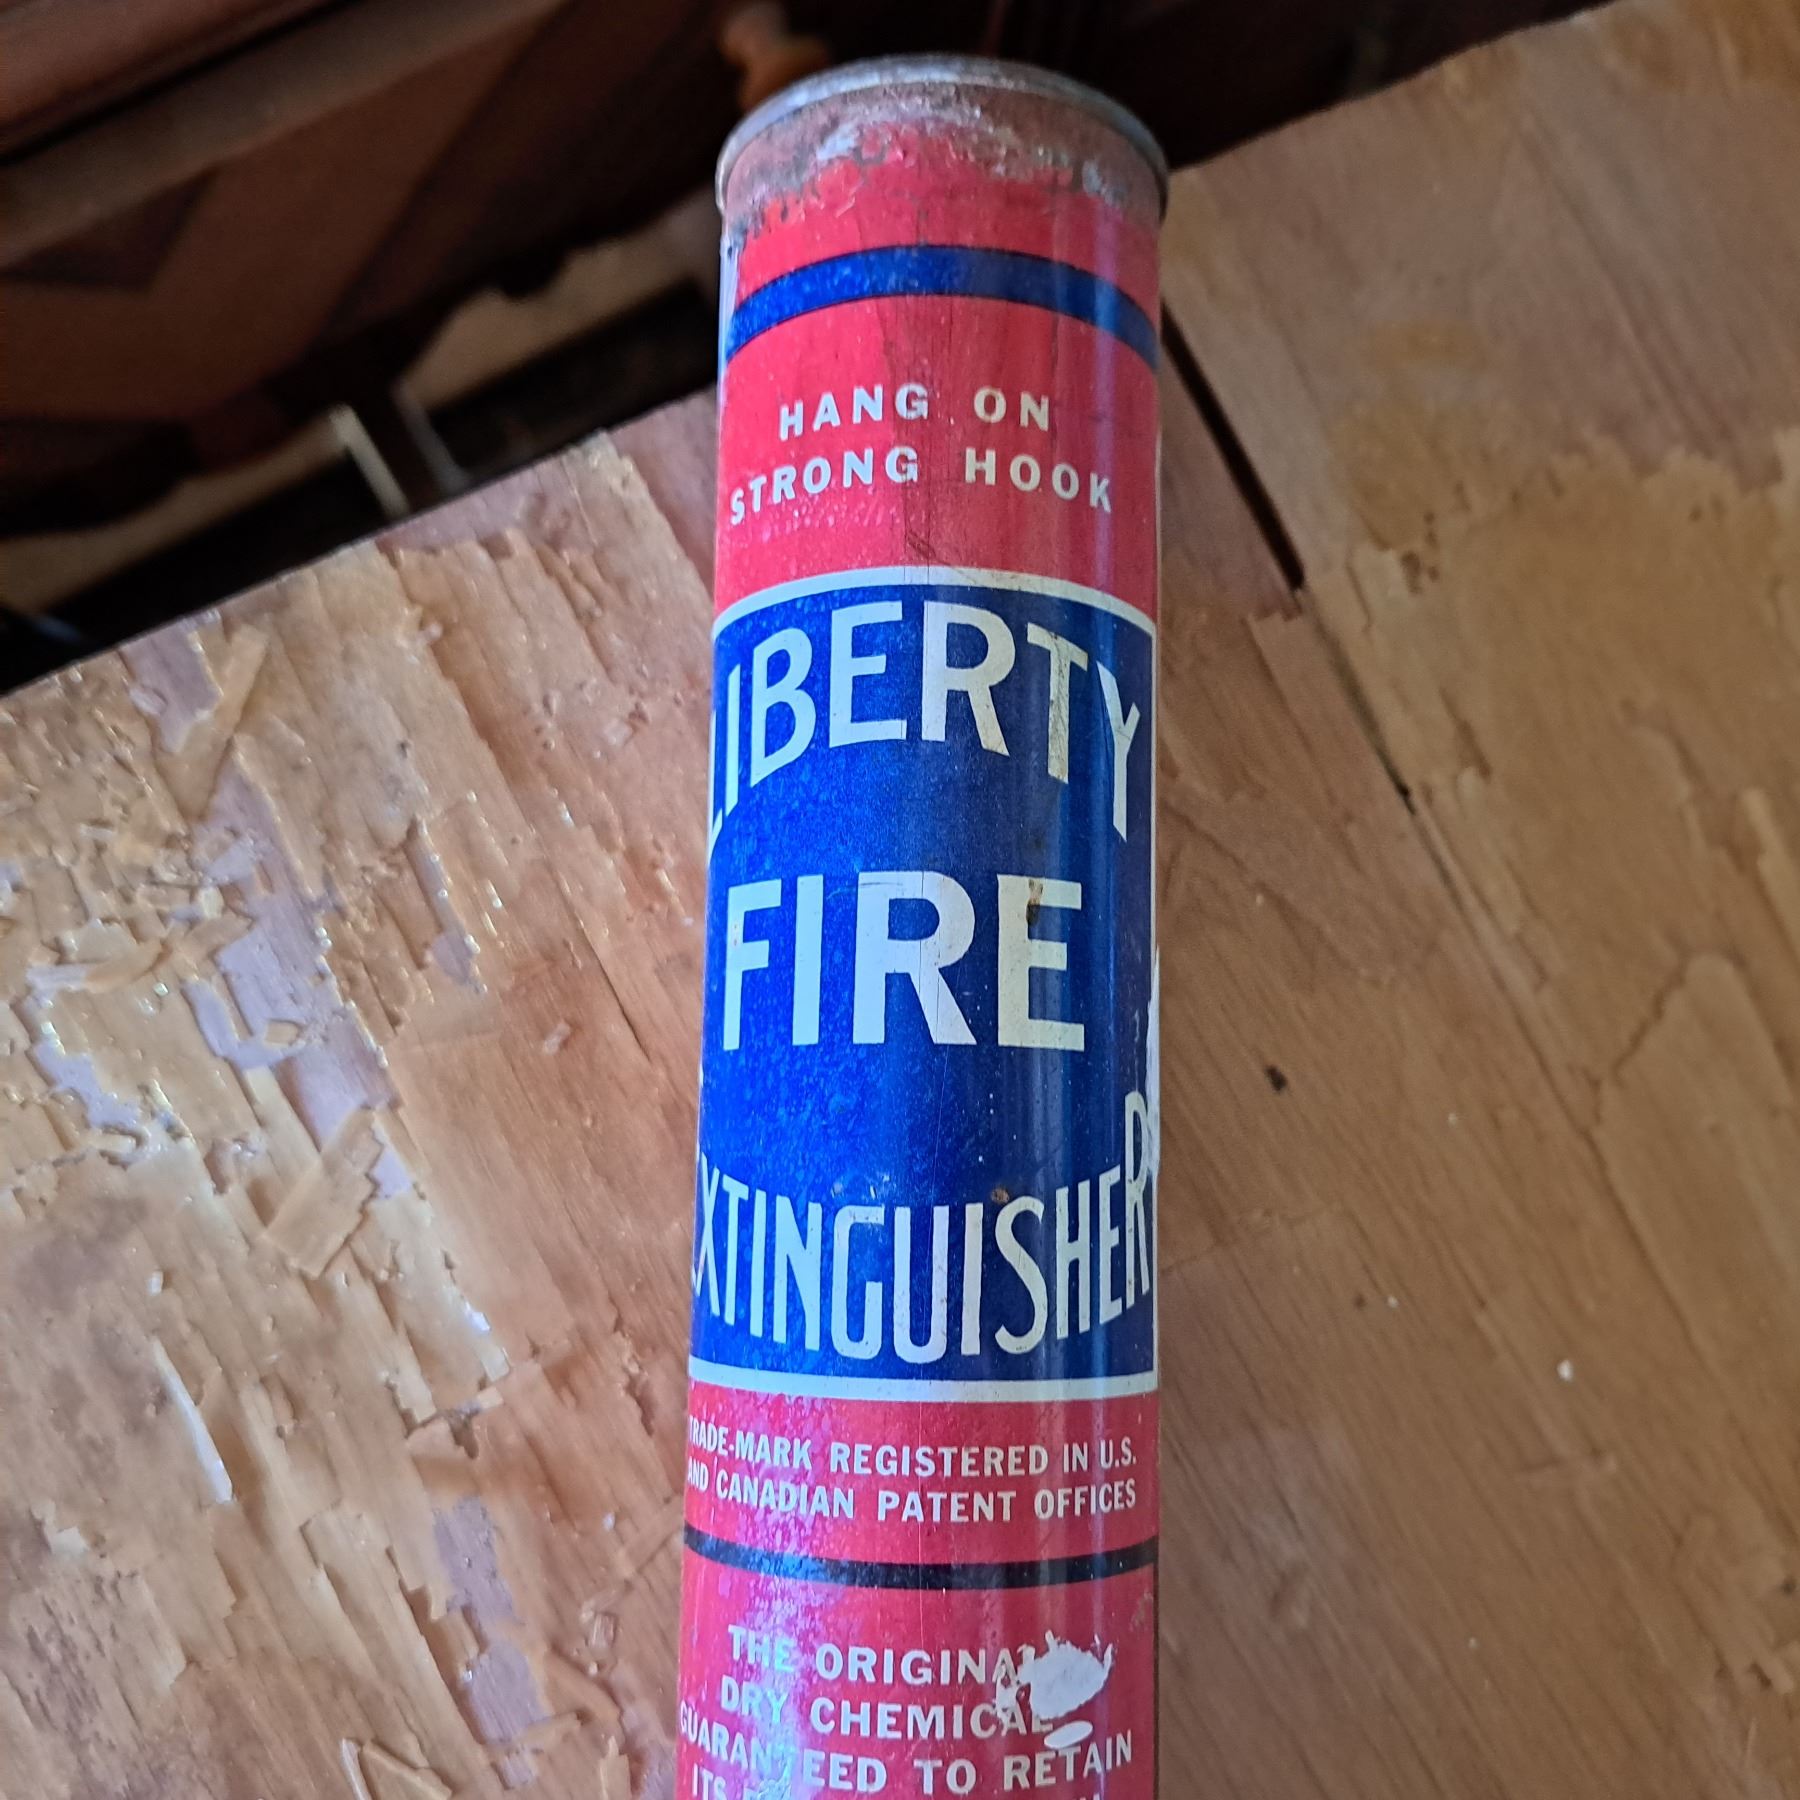 HANG ON
STRONG HOOK
LIBERTY
FIRE
EXTINGUISHER
TRADE-MARK REGISTERED IN U.S.
AND CANADIAN PATENT OFFICES
THE ORIGINAL
DRY CHEMICAL
GUARANTEED TO RETAIN
ITS